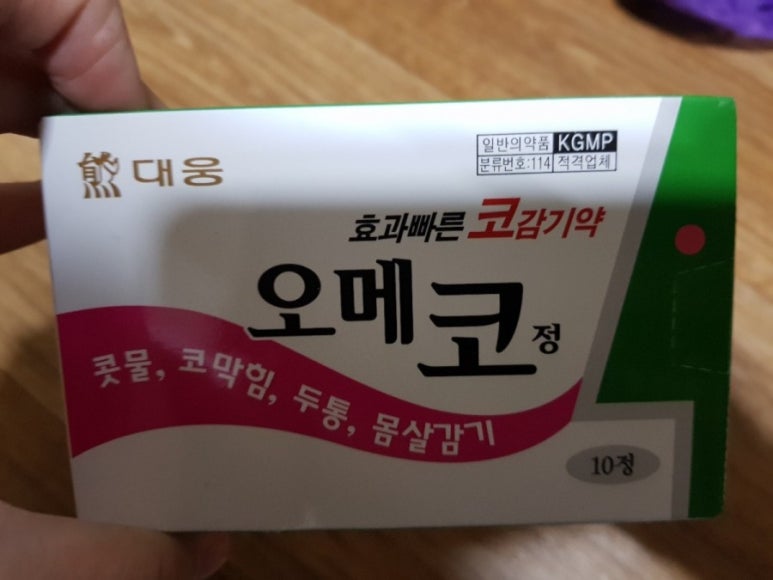 대웅
일반의약품 KGMP
분류번호:114 적격업체
효과빠른 코감기약
오메코정
콧물, 코막힘, 두통, 몸살감기
10정